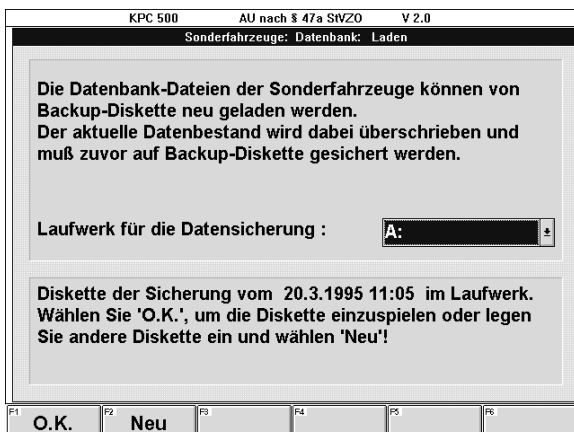 KPC 500 AU nach § 47a StVZO V 2.0
Sonderfahrzeuge: Datenbank: Laden
Die Datenbank-Dateien der Sonderfahrzeuge können von
Backup-Diskette neu geladen werden.
Der aktuelle Datenbestand wird dabei überschrieben und
muß zuvor auf Backup-Diskette gesichert werden.
Laufwerk für die Datensicherung : A:
Diskette der Sicherung vom 20.3.1995 11:05 im Laufwerk.
Wählen Sie 'O.K.', um die Diskette einzuspielen oder legen
Sie andere Diskette ein und wählen 'Neu'!
F1 O.K. F2 Neu F3 F4 F5 F6